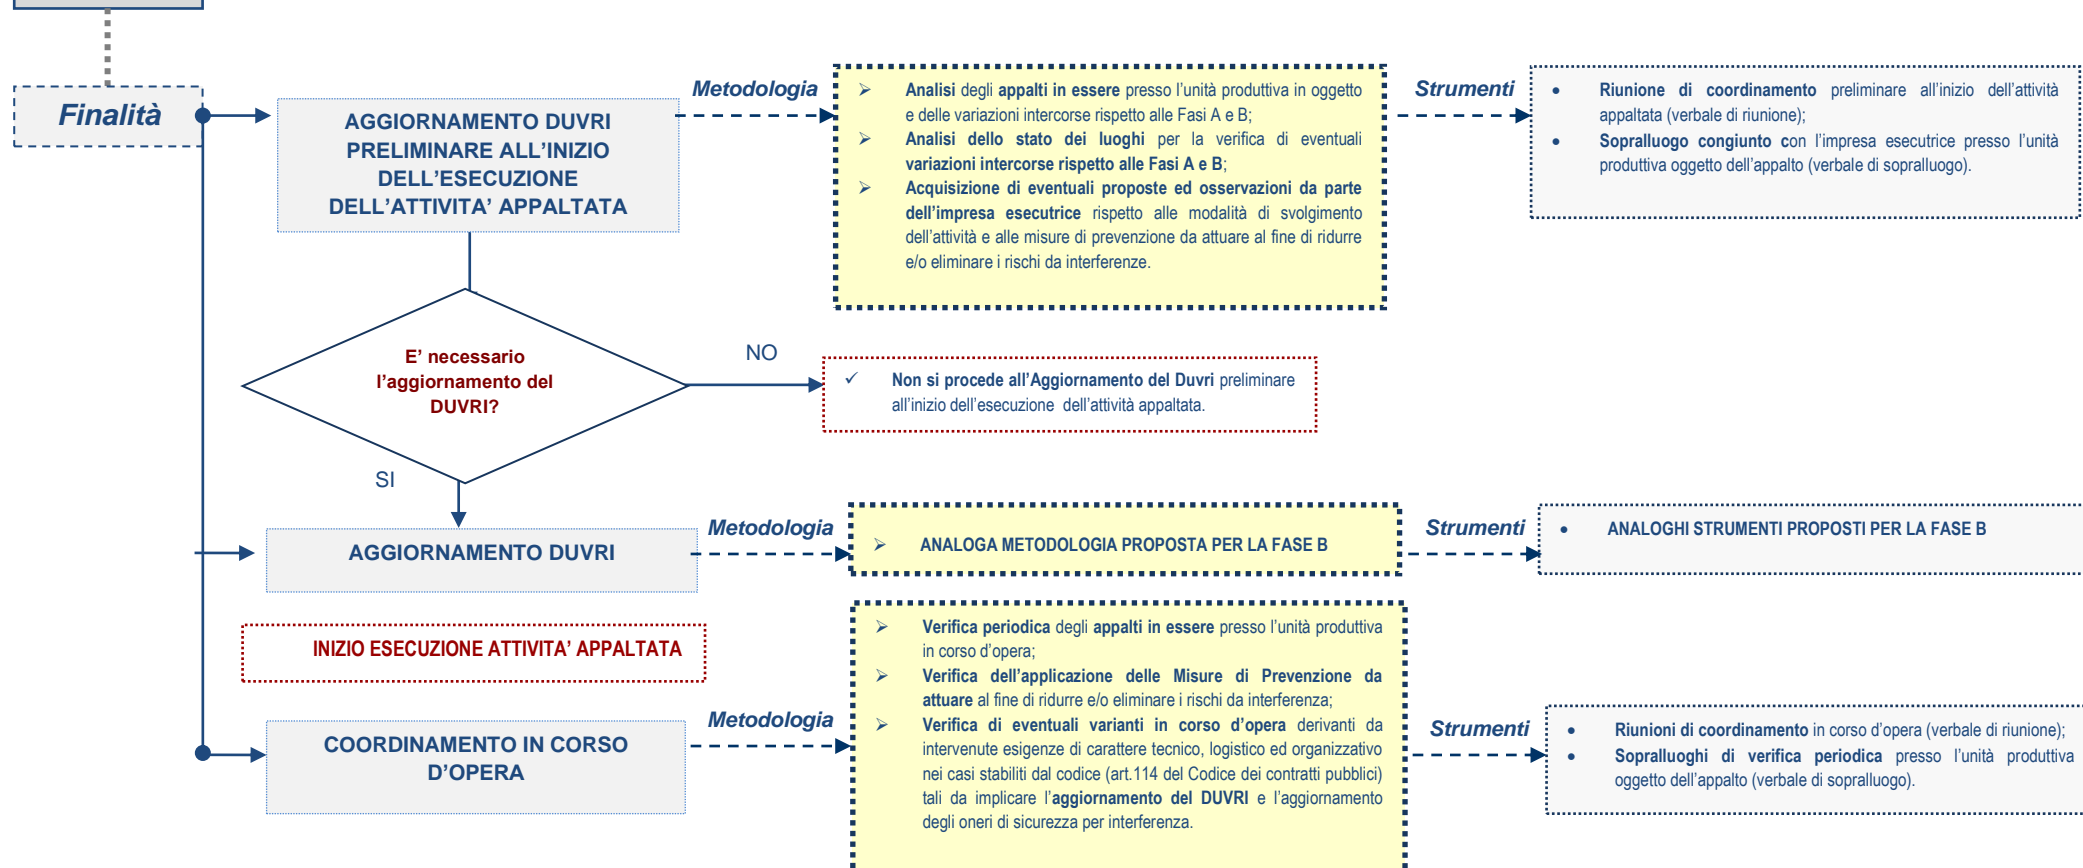 Finalità
AGGIORNAMENTO DUVRI
PRELIMINARE ALL’INIZIO
DELL’ESECUZIONE
DELL’ATTIVITA’ APPALTATA
Metodologia
➢ Analisi degli appalti in essere presso l’unità produttiva in oggetto
e delle variazioni intercorse rispetto alle Fasi A e B;
➢ Analisi dello stato dei luoghi per la verifica di eventuali
variazioni intercorse rispetto alle Fasi A e B;
➢ Acquisizione di eventuali proposte ed osservazioni da parte
dell’impresa esecutrice rispetto alle modalità di svolgimento
dell’attività e alle misure di prevenzione da attuare al fine di ridurre
e/o eliminare i rischi da interferenze.
Strumenti
• Riunione di coordinamento preliminare all’inizio dell’attività
appaltata (verbale di riunione);
• Sopralluogo congiunto con l’impresa esecutrice presso l’unità
produttiva oggetto dell’appalto (verbale di sopralluogo).
E’ necessario
l’aggiornamento del
DUVRI?
NO
✓ Non si procede all’Aggiornamento del Duvri preliminare
all’inizio dell’esecuzione dell’attività appaltata.
SI
AGGIORNAMENTO DUVRI
Metodologia
➢ ANALOGA METODOLOGIA PROPOSTA PER LA FASE B
Strumenti
• ANALOGHI STRUMENTI PROPOSTI PER LA FASE B
INIZIO ESECUZIONE ATTIVITA’ APPALTATA
COORDINAMENTO IN CORSO
D’OPERA
Metodologia
➢ Verifica periodica degli appalti in essere presso l’unità produttiva
in corso d’opera;
➢ Verifica dell’applicazione delle Misure di Prevenzione da
attuare al fine di ridurre e/o eliminare i rischi da interferenza;
➢ Verifica di eventuali varianti in corso d’opera derivanti da
intervenute esigenze di carattere tecnico, logistico ed organizzativo
nei casi stabiliti dal codice (art.114 del Codice dei contratti pubblici)
tali da implicare l’aggiornamento del DUVRI e l’aggiornamento
degli oneri di sicurezza per interferenza.
Strumenti
• Riunioni di coordinamento in corso d’opera (verbale di riunione);
• Sopralluoghi di verifica periodica presso l’unità produttiva
oggetto dell’appalto (verbale di sopralluogo).